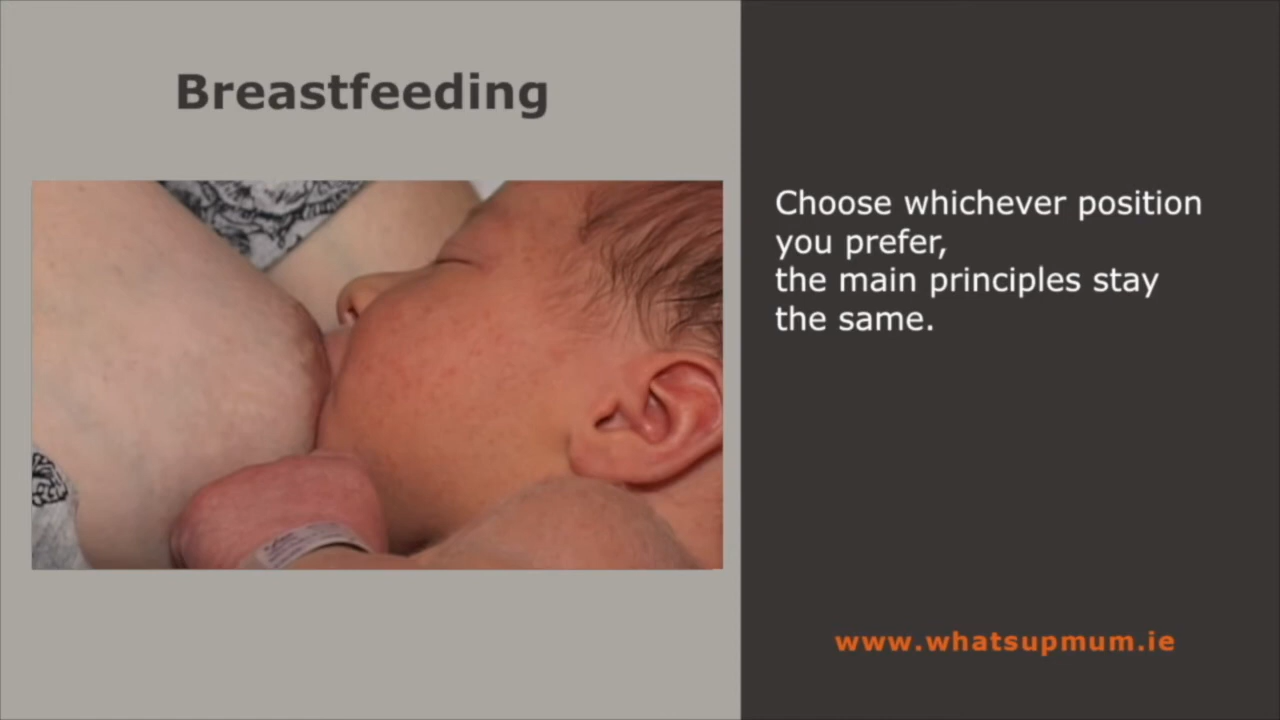 Breastfeeding
Choose whichever position
you prefer,
the main principles stay
the same.
www.whatsupmum.ie